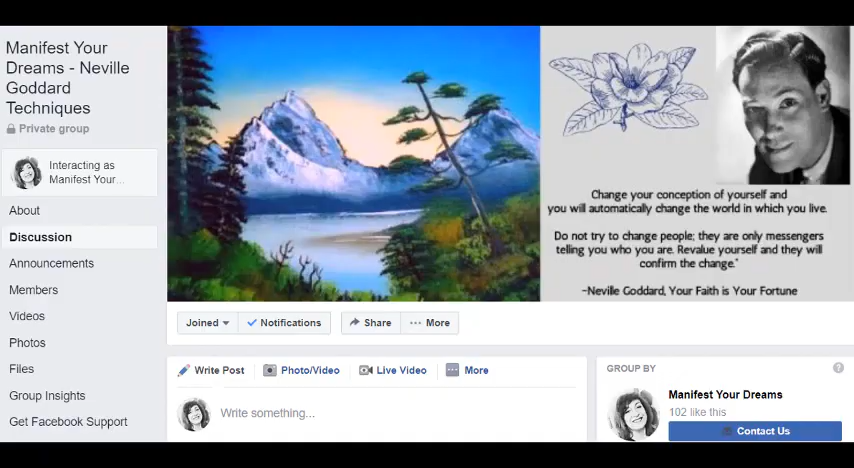 Manifest Your
Dreams - Neville
Goddard
Techniques
Private group
Interacting as
Manifest Your...
About
Discussion
Announcements
Members
Videos
Photos
Files
Group Insights
Get Facebook Support
Change your conception of yourself and
you will automatically change the world in which you live.
Do not try to change people; they are only messengers
telling you who you are. Revalue yourself and they will
confirm the change."
~Neville Goddard, Your Faith is Your Fortune
Joined
Notifications
Share
More
Write Post
Photo/Video
Live Video
More
Write something...
GROUP BY
?
Manifest Your Dreams
102 like this
Contact Us